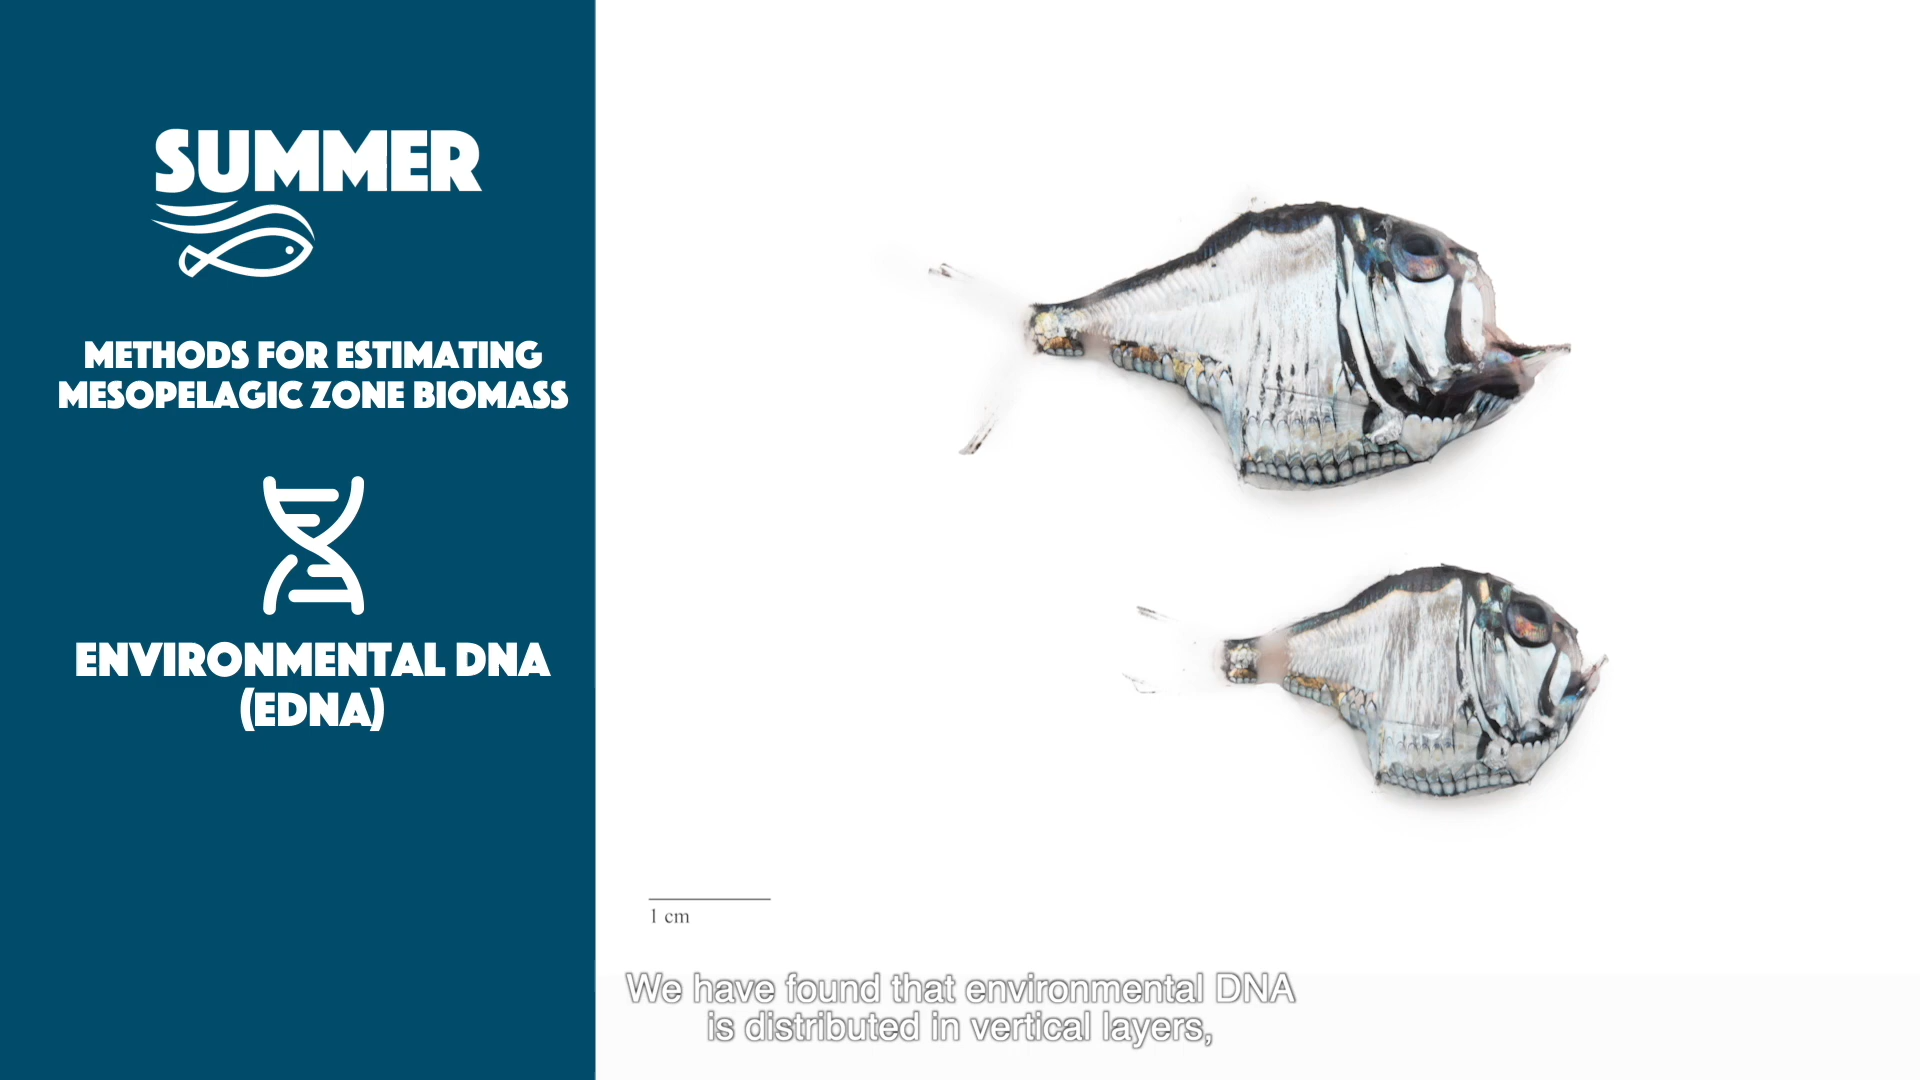 SUMMER
METHODS FOR ESTIMATING
MESOPELAGIC ZONE BIOMASS
ENVIRONMENTAL DNA
(EDNA)
1 cm
We have found that environmental DNA
is distributed in vertical layers,